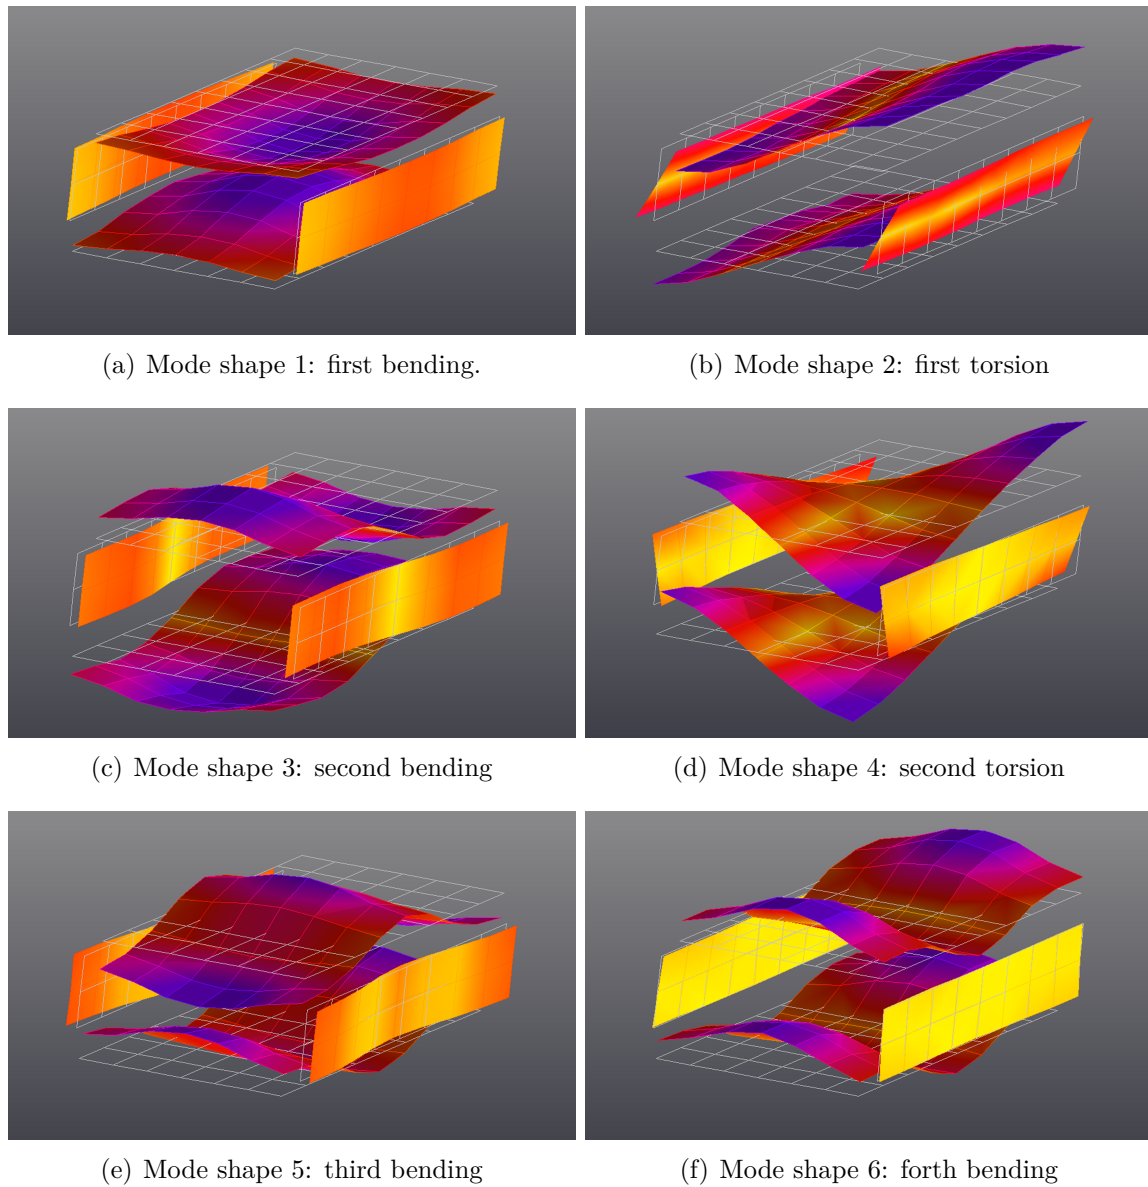 (a) Mode shape 1: first bending.
(b) Mode shape 2: first torsion
(c) Mode shape 3: second bending
(d) Mode shape 4: second torsion
(e) Mode shape 5: third bending
(f) Mode shape 6: forth bending